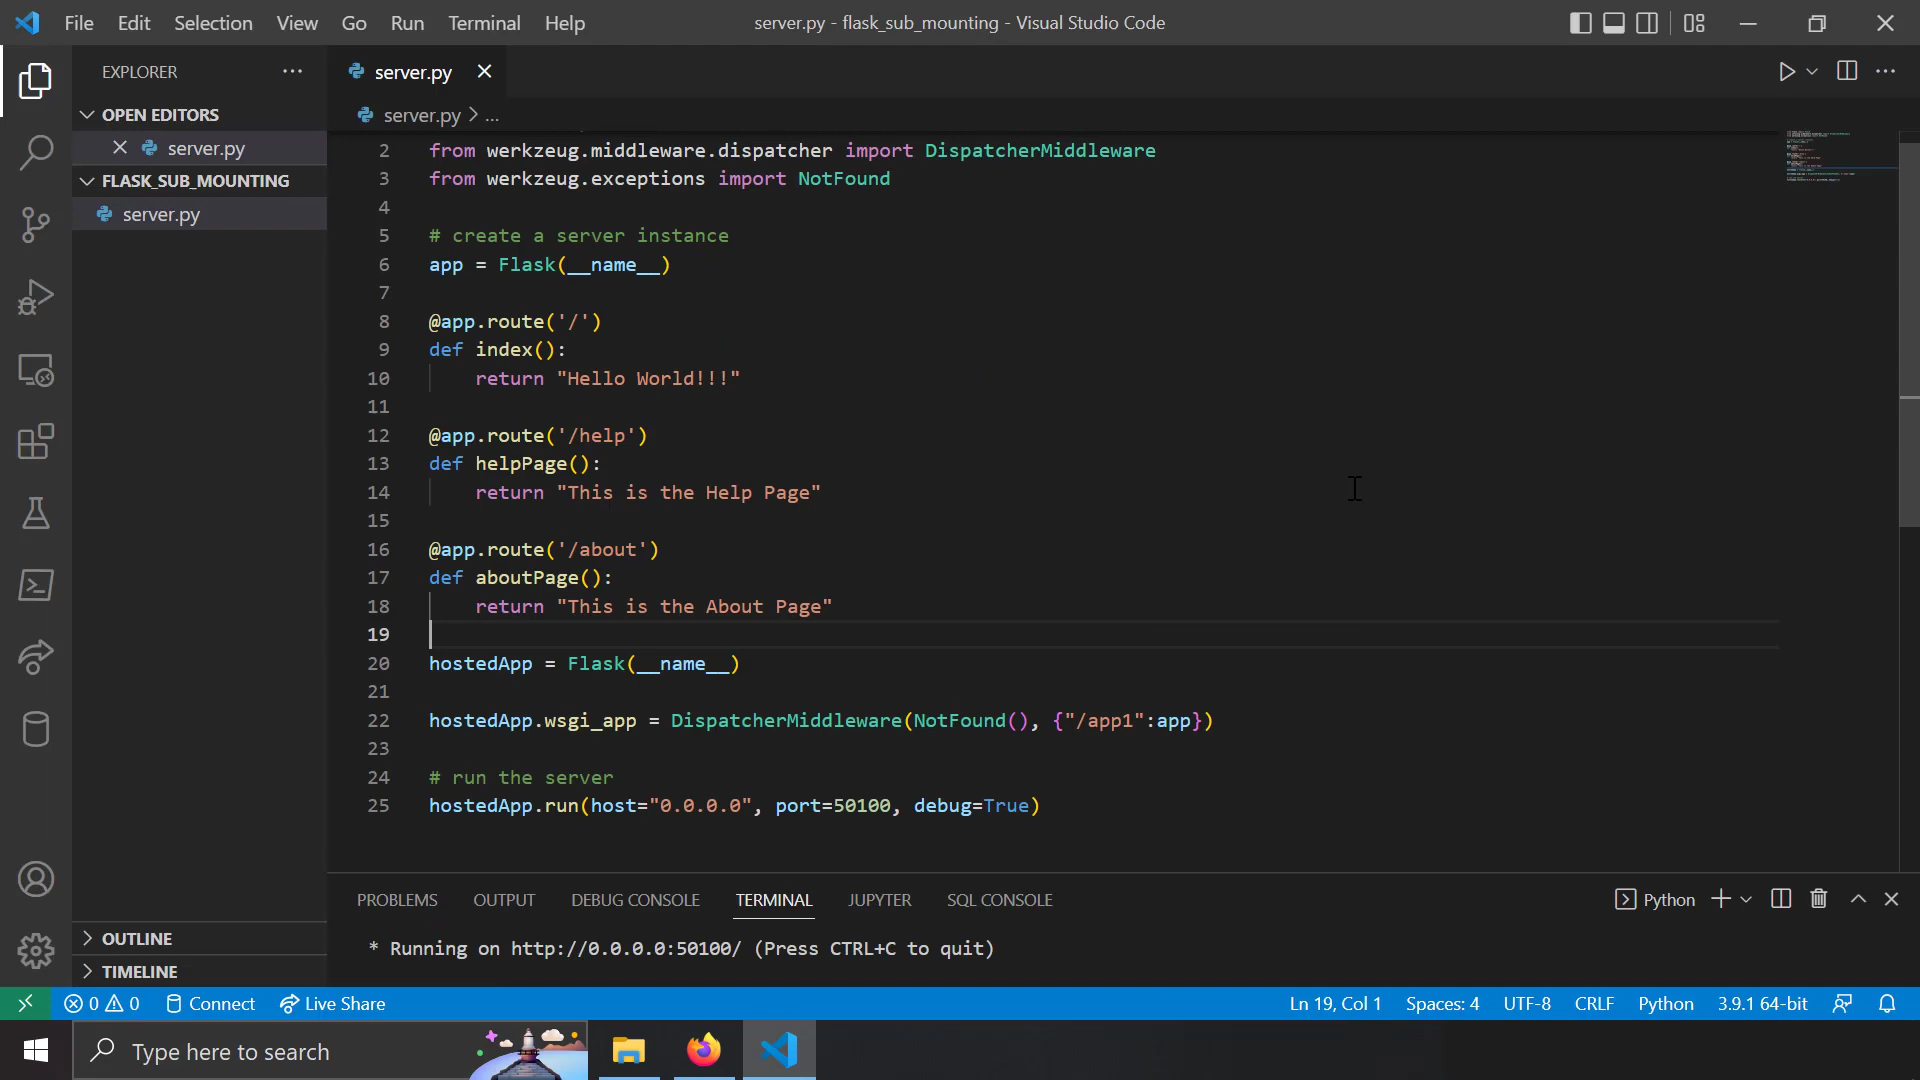 File Edit Selection View Go Run Terminal Help
server.py - flask_sub_mounting - Visual Studio Code
EXPLORER
server.py
OPEN EDITORS
server.py > ...
server.py
FLASK_SUB_MOUNTING
server.py
2 from werkzeug.middleware.dispatcher import DispatcherMiddleware
3 from werkzeug.exceptions import NotFound
4
5 # create a server instance
6 app = Flask(__name__)
7
8 @app.route('/')
9 def index():
10 return "Hello World!!!"
11
12 @app.route('/help')
13 def helpPage():
14 return "This is the Help Page"
15
16 @app.route('/about')
17 def aboutPage():
18 return "This is the About Page"
19
20 hostedApp = Flask(__name__)
21
22 hostedApp.wsgi_app = DispatcherMiddleware(NotFound(), {"/app1":app})
23
24 # run the server
25 hostedApp.run(host="0.0.0.0", port=50100, debug=True)
PROBLEMS OUTPUT DEBUG CONSOLE TERMINAL JUPYTER SQL CONSOLE
Python
* Running on http://0.0.0.0:50100/ (Press CTRL+C to quit)
OUTLINE
TIMELINE
0 0 Connect Live Share
Ln 19, Col 1 Spaces: 4 UTF-8 CRLF Python 3.9.1 64-bit
Type here to search